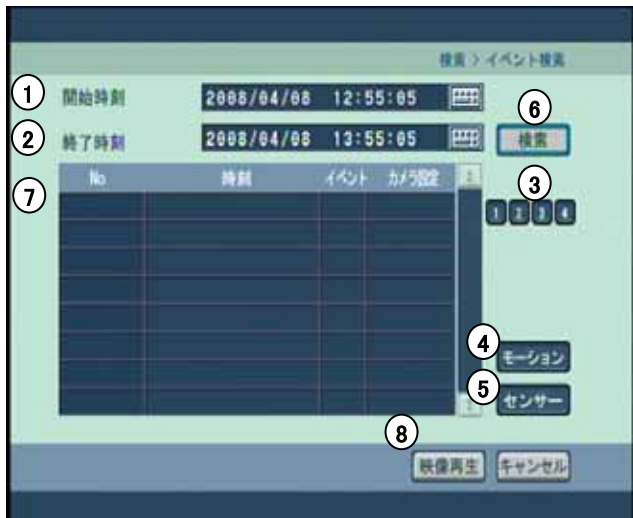 検索 > イベント検索
1 開始時刻 2008/04/08 12:55:05
2 終了時刻 2008/04/08 13:55:05
6 検索
7 No 時刻 イベント カメラ設定
3
1 2 3 4
4 モーション
5 センサー
8 映像再生 キャンセル